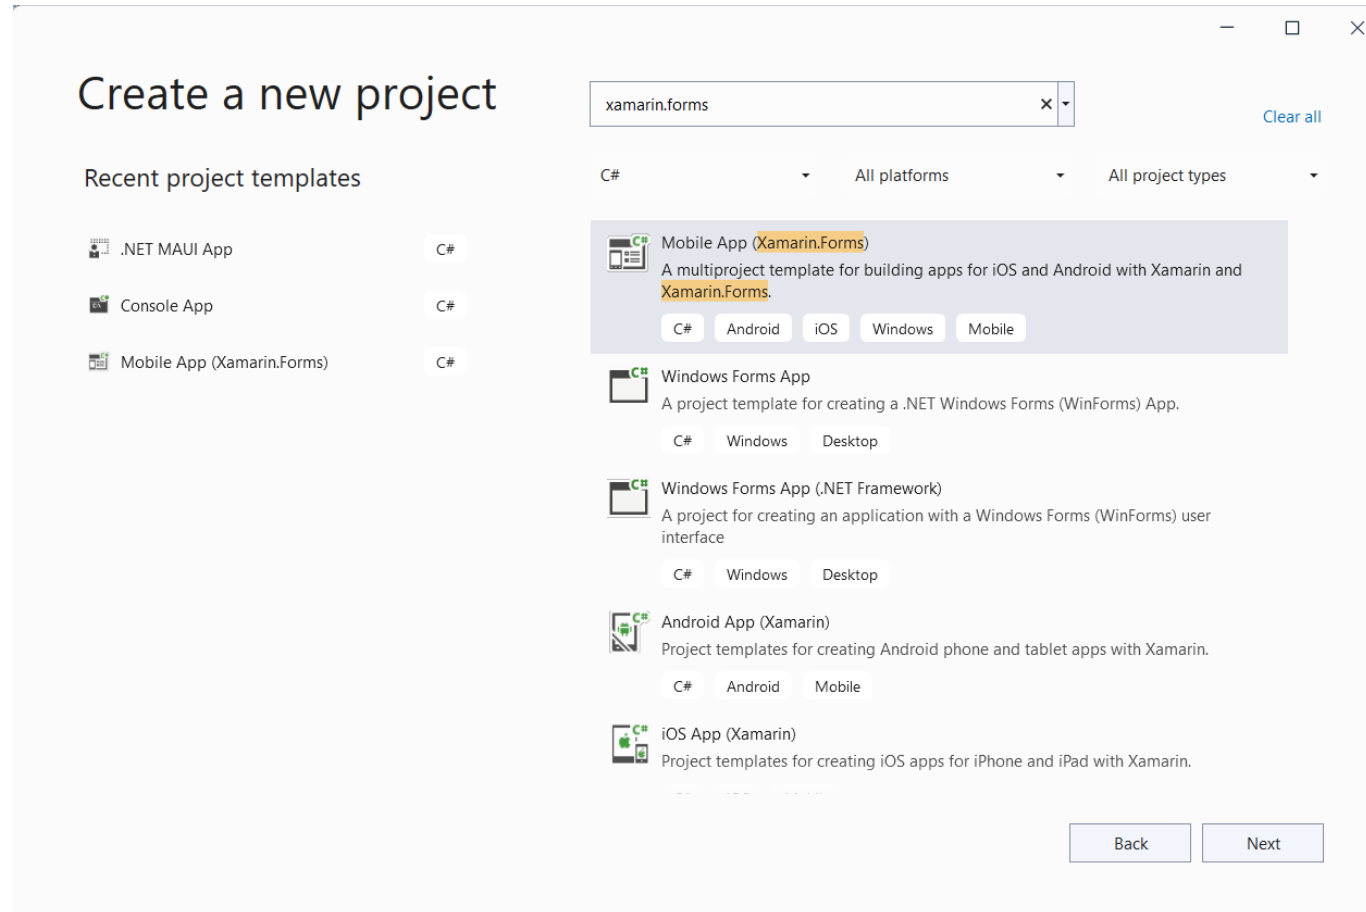 Create a new project
xamarin.forms
Clear all
Recent project templates
C#
All platforms
All project types
.NET MAUI App
C#
Console App
C#
Mobile App (Xamarin.Forms)
C#
Mobile App (Xamarin.Forms)
A multiproject template for building apps for iOS and Android with Xamarin and
Xamarin.Forms.
C# Android iOS Windows Mobile
Windows Forms App
A project template for creating a .NET Windows Forms (WinForms) App.
C# Windows Desktop
Windows Forms App (.NET Framework)
A project for creating an application with a Windows Forms (WinForms) user
interface
C# Windows Desktop
Android App (Xamarin)
Project templates for creating Android phone and tablet apps with Xamarin.
C# Android Mobile
iOS App (Xamarin)
Project templates for creating iOS apps for iPhone and iPad with Xamarin.
Back
Next